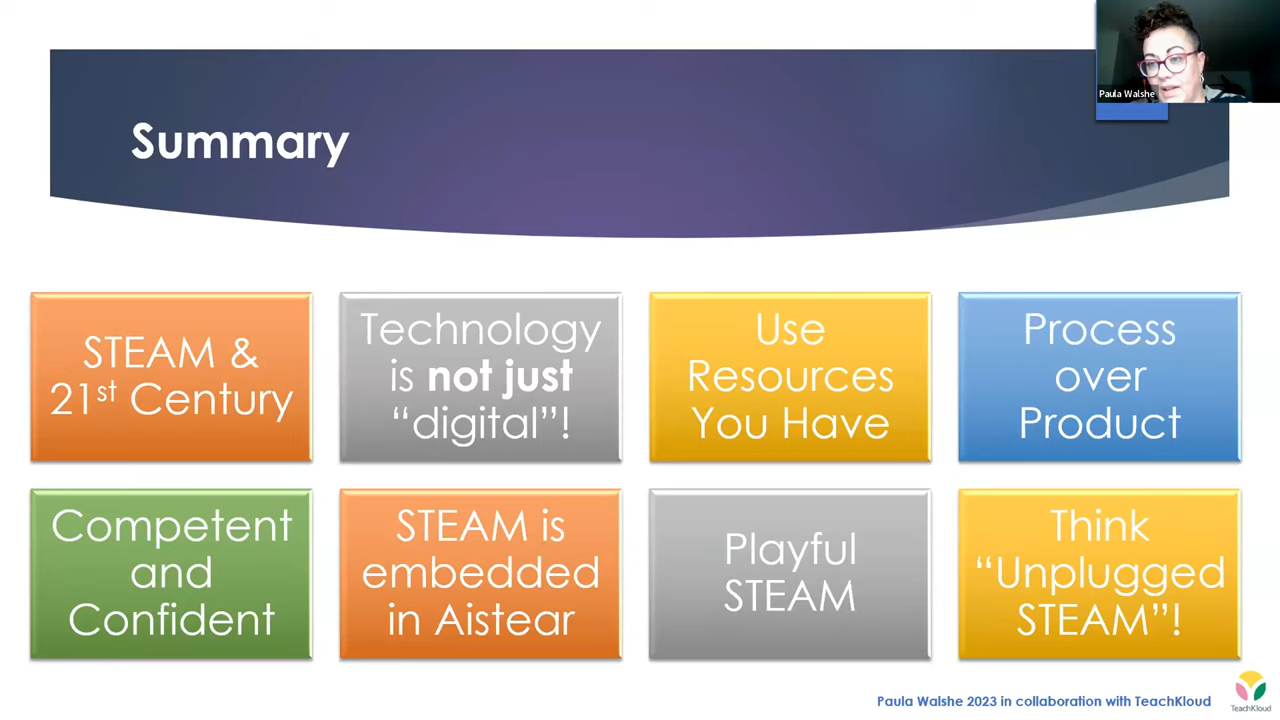 Paula Walshe
Summary
STEAM &
21st Century
Technology
is not just
“digital”!
Use
Resources
You Have
Process
over
Product
Competent
and
Confident
STEAM is
embedded
in Aistear
Playful
STEAM
Think
“Unplugged
STEAM”!
Paula Walshe 2023 in collaboration with TeachKloud
TeachKloud